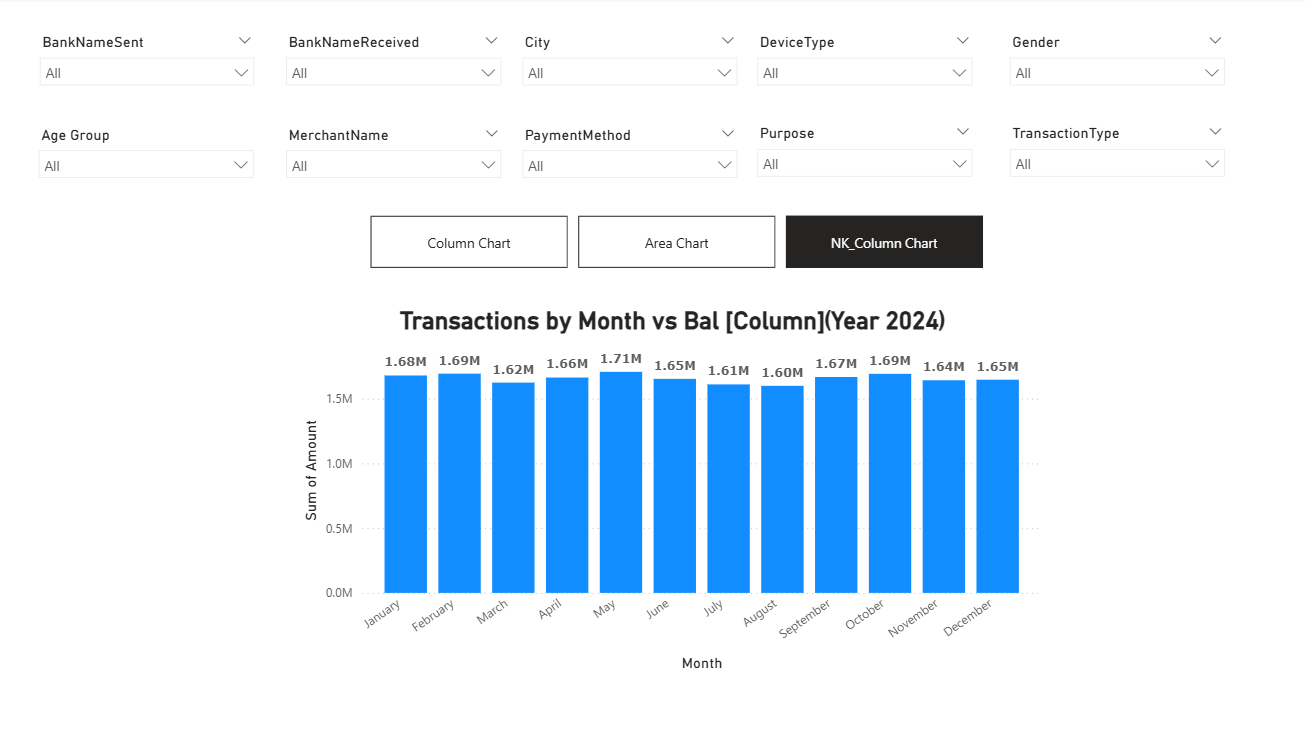 BankNameSent BankNameReceived City DeviceType Gender
All All All All All
Age Group MerchantName PaymentMethod Purpose TransactionType
All All All All All
Column Chart Area Chart NK_Column Chart
Transactions by Month vs Bal [Column](Year 2024)
1.68M 1.69M 1.62M 1.66M 1.71M 1.65M 1.61M 1.60M 1.67M 1.69M 1.64M 1.65M
1.5M
1.0M
0.5M
0.0M
Sum of Amount
January February March April May June July August September October November December
Month